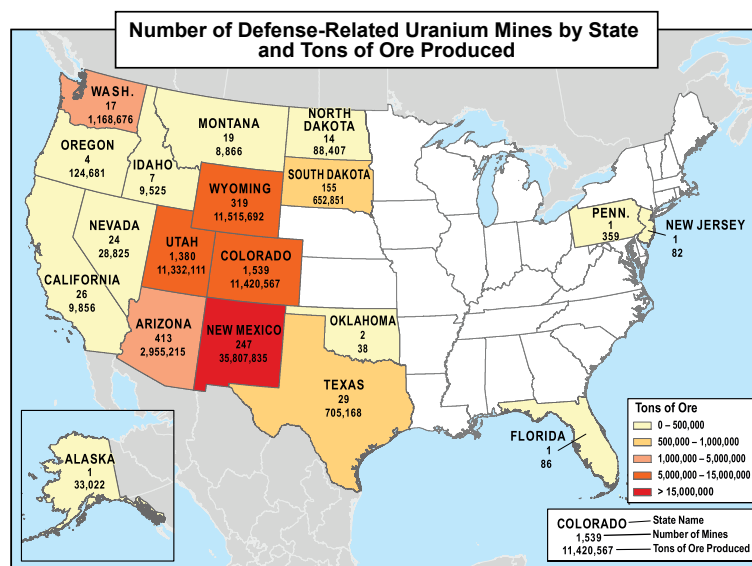 Number of Defense-Related Uranium Mines by State
and Tons of Ore Produced
WASH.
17
1,168,676
OREGON
4
124,681
IDAHO
7
9,525
MONTANA
19
8,866
NORTH
DAKOTA
14
88,407
SOUTH DAKOTA
155
652,851
WYOMING
319
11,515,692
NEVADA
24
28,825
UTAH
1,380
11,332,111
COLORADO
1,539
11,420,567
CALIFORNIA
26
9,856
ARIZONA
413
2,955,215
NEW MEXICO
247
35,807,835
OKLAHOMA
2
38
TEXAS
29
705,168
PENN.
1
359
NEW JERSEY
1
82
FLORIDA
1
86
ALASKA
1
33,022
Tons of Ore
0 – 500,000
500,000 – 1,000,000
1,000,000 – 5,000,000
5,000,000 – 15,000,000
> 15,000,000
COLORADO State Name
1,539 Number of Mines
11,420,567 Tons of Ore Produced